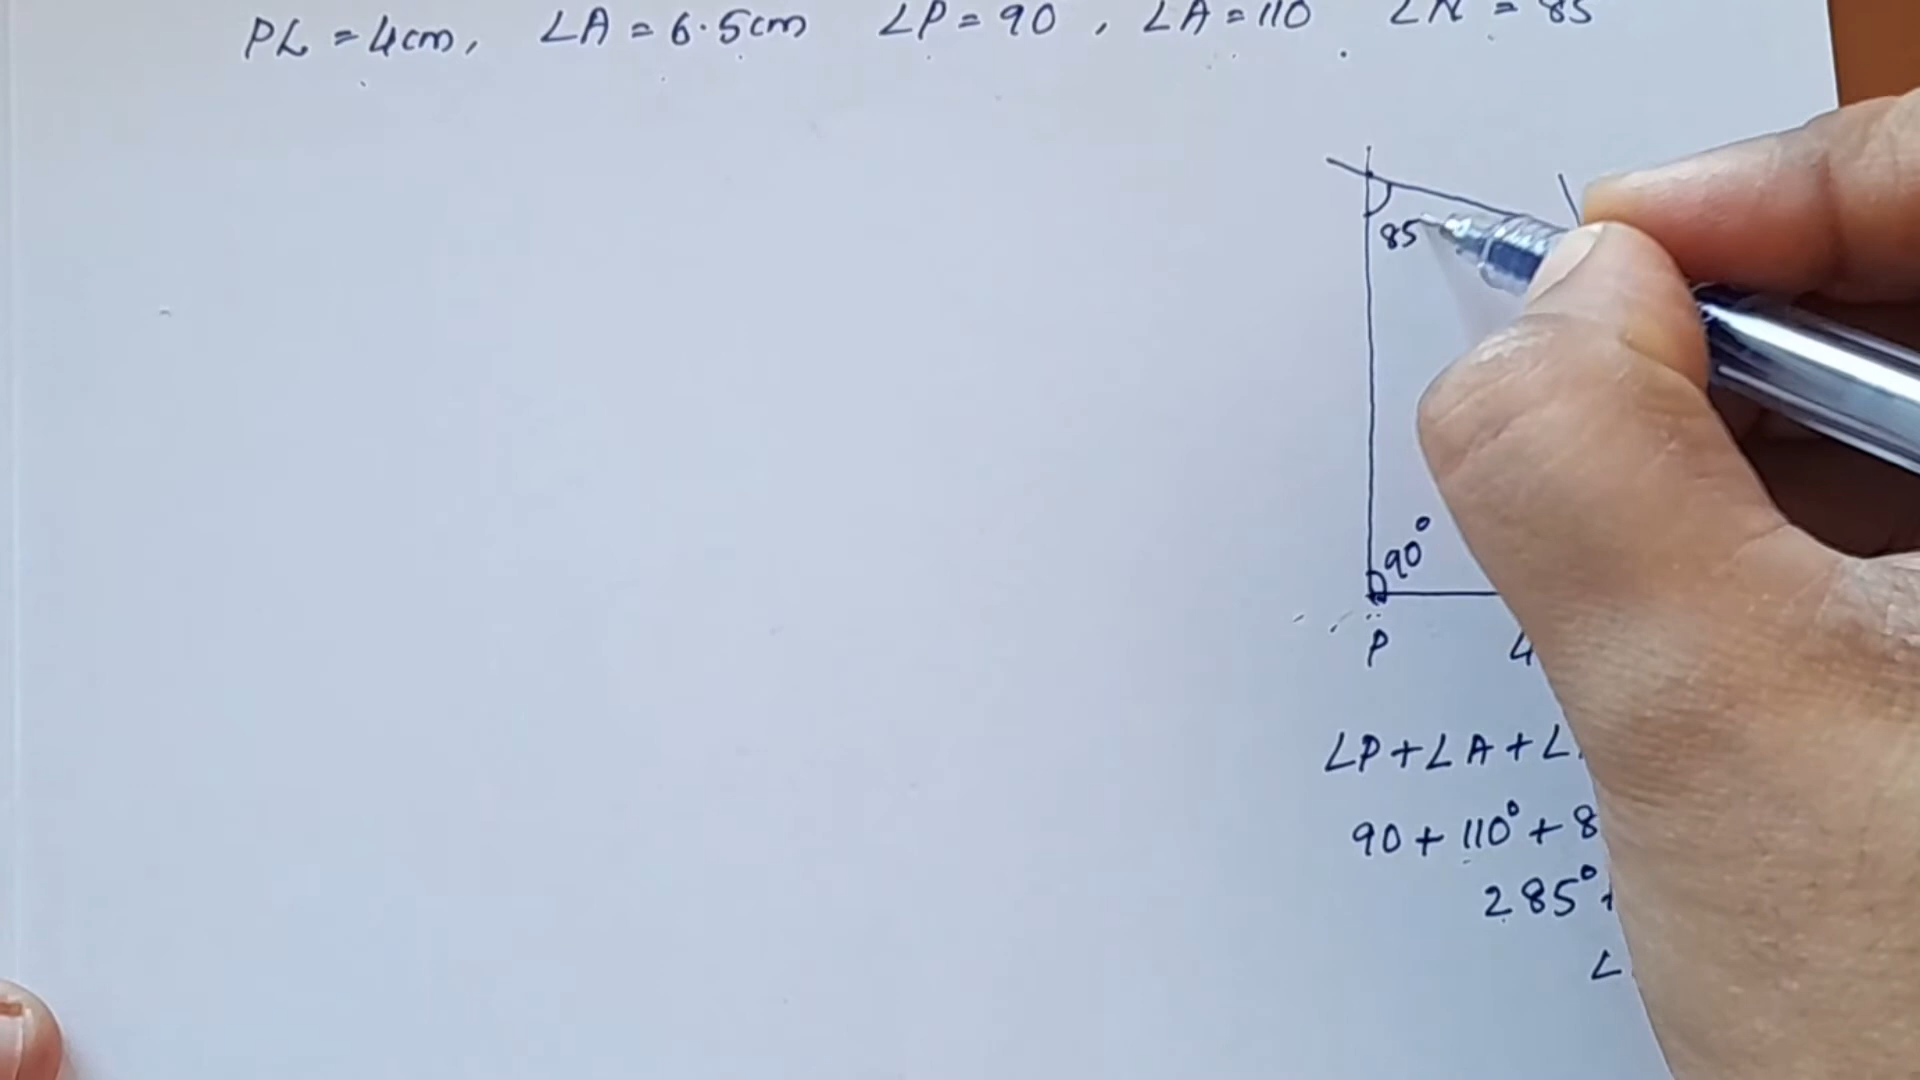 PL = 4cm, LA = 6.5cm ∠P = 90, ∠A = 110 ∠N = 85
85
90°
P 4
∠P+∠A+∠
90+110°+8
285°+
∠